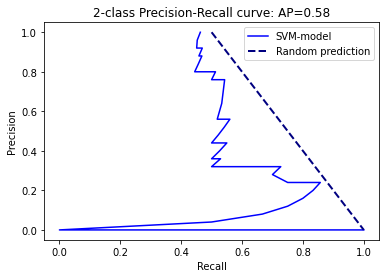 2-class Precision-Recall curve: AP=0.58
SVM-model
Random prediction
Precision
1.0
0.8
0.6
0.4
0.2
0.0
0.0 0.2 0.4 0.6 0.8 1.0
Recall